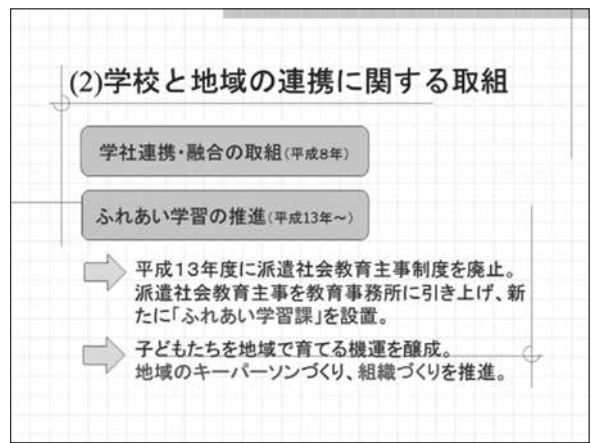 (2)学校と地域の連携に関する取組
学社連携・融合の取組(平成8年)
ふれあい学習の推進(平成13年～)
平成13年度に派遣社会教育主事制度を廃止。
派遣社会教育主事を教育事務所に引き上げ、新
たに「ふれあい学習課」を設置。
子どもたちを地域で育てる機運を醸成。
地域のキーパーソンづくり、組織づくりを推進。